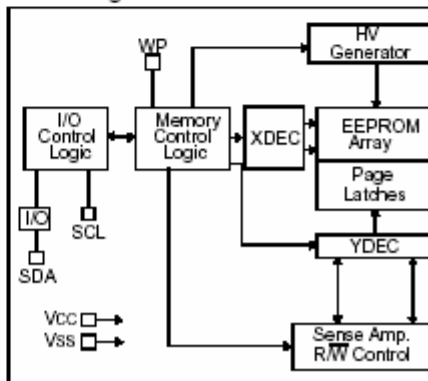 HV
Generator
WP
I/O
Control
Logic
Memory
Control
Logic
XDEC
EEPROM
Array
Page
Latches
I/O
SCL
SDA
YDEC
VCC
VSS
Sense Amp.
R/W̅ Control